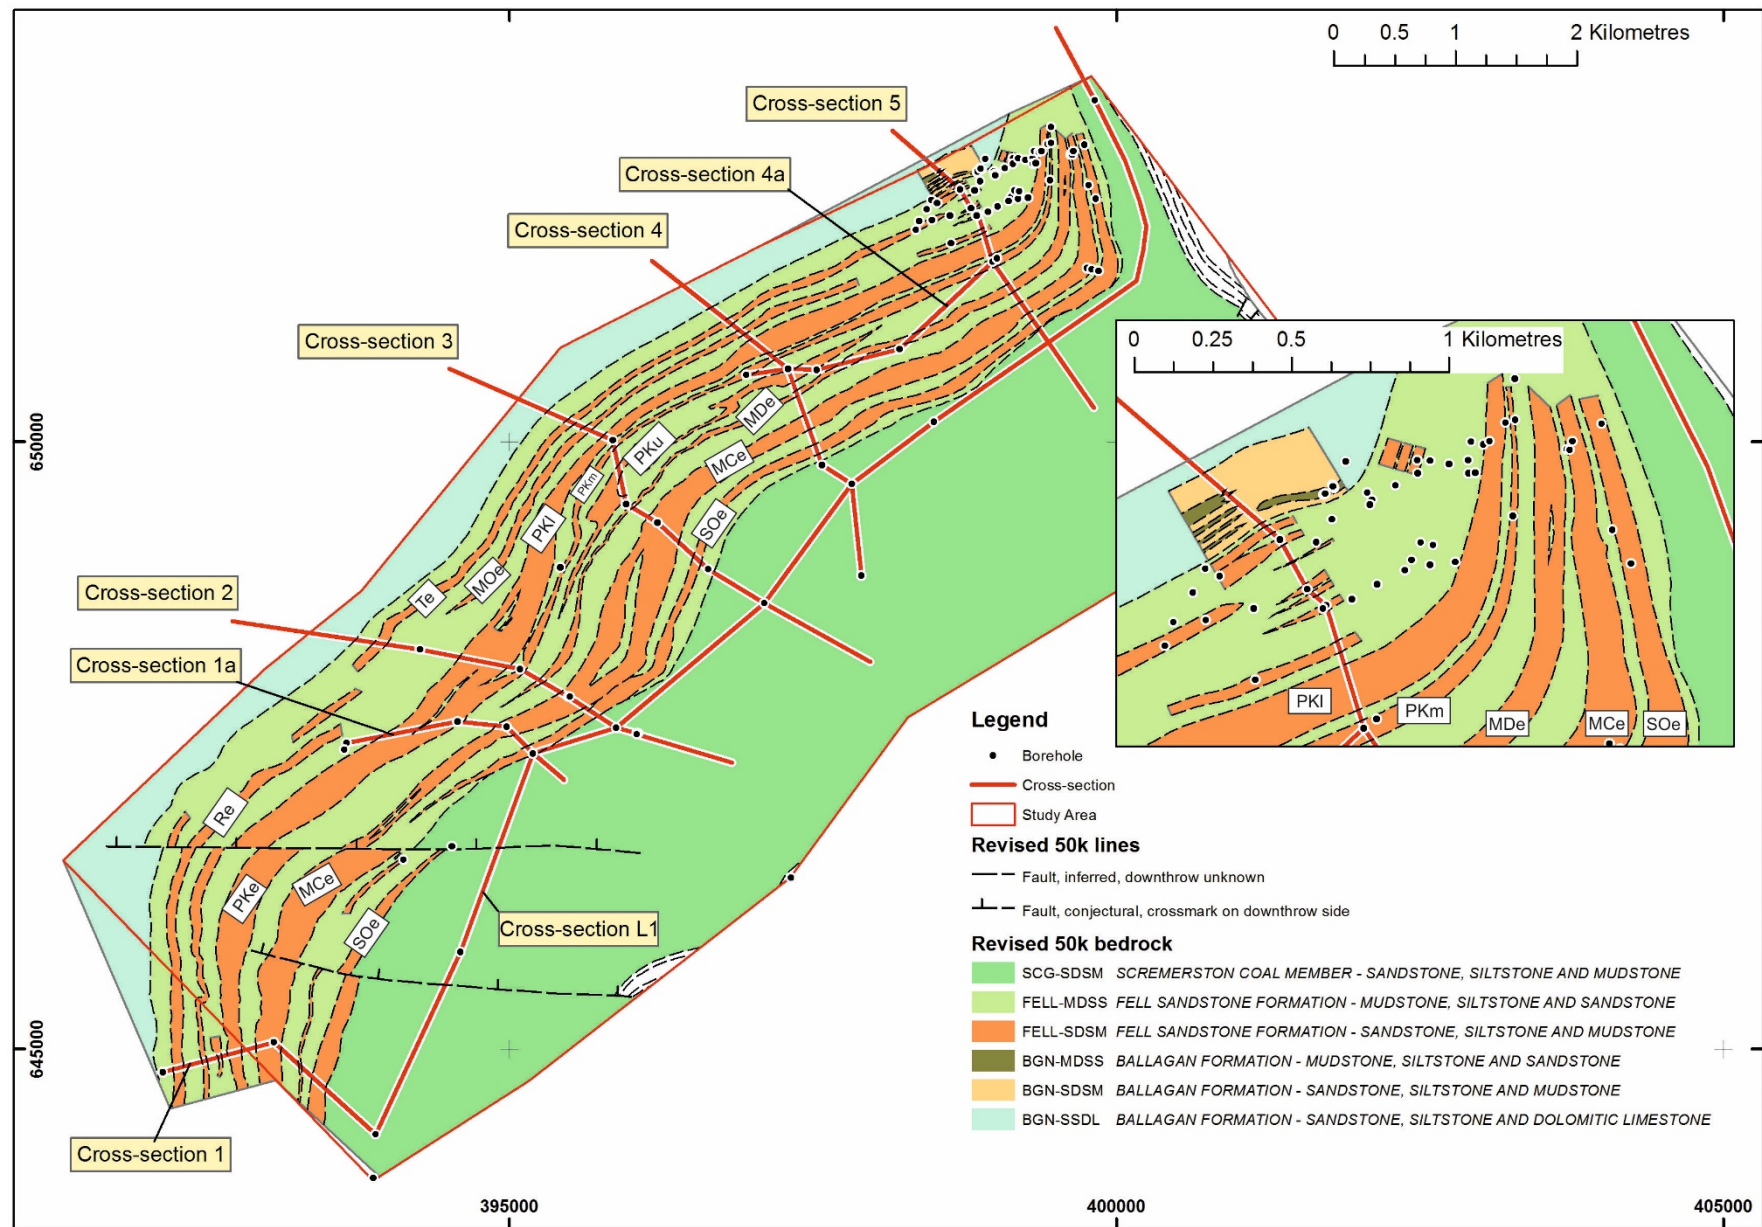 0 0.5 1 2 Kilometres
Cross-section 5
Cross-section 4a
Cross-section 4
Cross-section 3
Cross-section 2
Cross-section 1a
Cross-section L1
Cross-section 1
650000
645000
395000
400000
405000
Te
MOe
PKl
PKm
PKu
MDe
MCe
SOe
Re
PKe
MCe
SOe
0 0.25 0.5 1 Kilometres
PKl
PKm
MDe
MCe
SOe
Legend
Borehole
Cross-section
Study Area
Revised 50k lines
Fault, inferred, downthrow unknown
Fault, conjectural, crossmark on downthrow side
Revised 50k bedrock
SCG-SDSM SCREMERSTON COAL MEMBER - SANDSTONE, SILTSTONE AND MUDSTONE
FELL-MDSS FELL SANDSTONE FORMATION - MUDSTONE, SILTSTONE AND SANDSTONE
FELL-SDSM FELL SANDSTONE FORMATION - SANDSTONE, SILTSTONE AND MUDSTONE
BGN-MDSS BALLAGAN FORMATION - MUDSTONE, SILTSTONE AND SANDSTONE
BGN-SDSM BALLAGAN FORMATION - SANDSTONE, SILTSTONE AND MUDSTONE
BGN-SSDL BALLAGAN FORMATION - SANDSTONE, SILTSTONE AND DOLOMITIC LIMESTONE